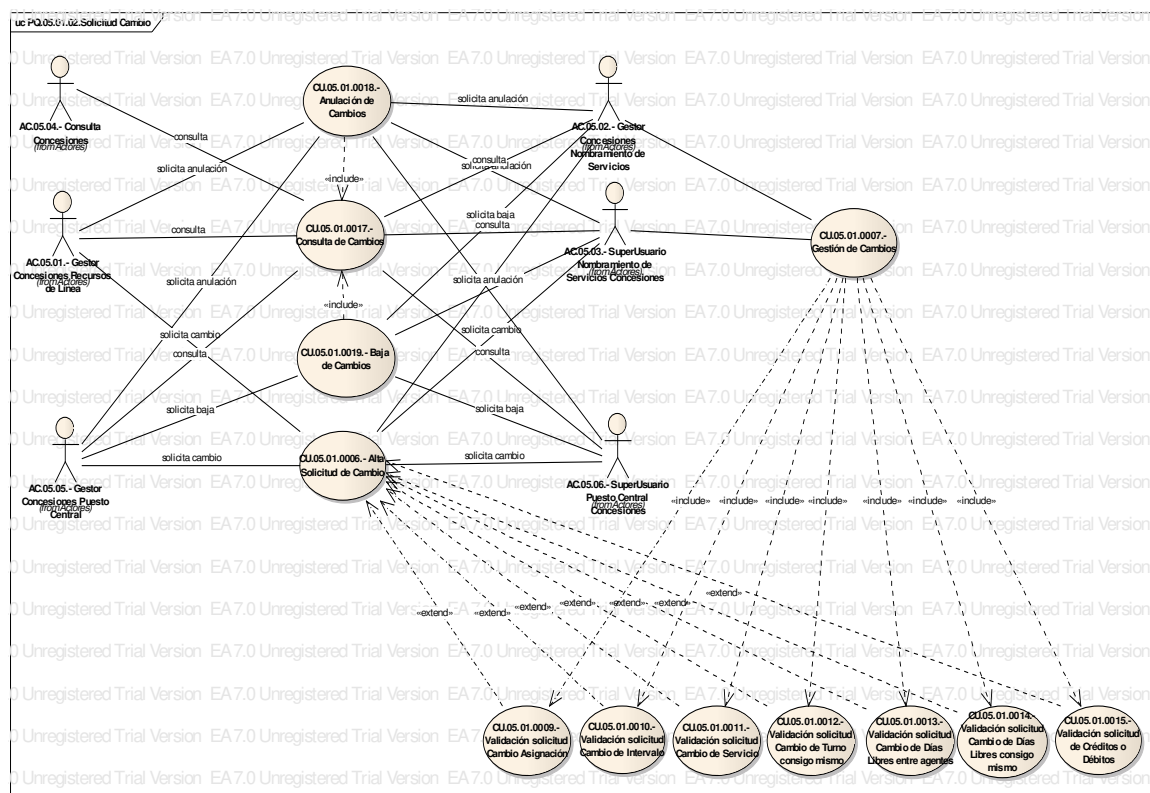 uc PQ.05.01.02.Solicitud Cambio
EA 7.0 Unregistered Trial Version
AC.05.04.- Consulta
Concesiones
(from Actores)
CU.05.01.0018.-
Anulación de
Cambios
AC.05.02.- Gestor
Concesiones
(from Actores)
Nombramiento de
Servicios
solicita anulación
consulta
solicita anulación
consulta
solicita anulación
«include»
AC.05.01.- Gestor
Concesiones Recursos
(from Actores)
de Línea
consulta
CU.05.01.0017.-
Consulta de Cambios
solicita baja
consulta
AC.05.03.- SuperUsuario
Nombramiento de
(from Actores)
Servicios Concesiones
CU.05.01.0007.-
Gestión de Cambios
solicita anulación
solicita anulación
«include»
solicita cambio
solicita cambio
consulta
consulta
CU.05.01.0019.- Baja
de Cambios
solicita baja
solicita baja
AC.05.05.- Gestor
Concesiones Puesto
(from Actores)
Central
solicita cambio
CU.05.01.0006.- Alta
Solicitud de Cambio
solicita cambio
AC.05.06.- SuperUsuario
Puesto Central
(from Actores)
Concesiones
«include»
«include»
«include»
«include»
«include»
«include»
«include»
«extend»
«extend»
«extend»
«extend»
«extend»
«extend»
«extend»
CU.05.01.0009.-
Validación solicitud
Cambio Asignación
CU.05.01.0010.-
Validación solicitud
Cambio de Intervalo
CU.05.01.0011.-
Validación solicitud
Cambio de Servicio
CU.05.01.0012.-
Validación solicitud
Cambio de Turno
consigo mismo
CU.05.01.0013.-
Validación solicitud
Cambio de Días
Libres entre agentes
CU.05.01.0014.-
Validación solicitud
Cambio de Días
Libres consigo
mismo
CU.05.01.0015.-
Validación solicitud
de Créditos o
Débitos